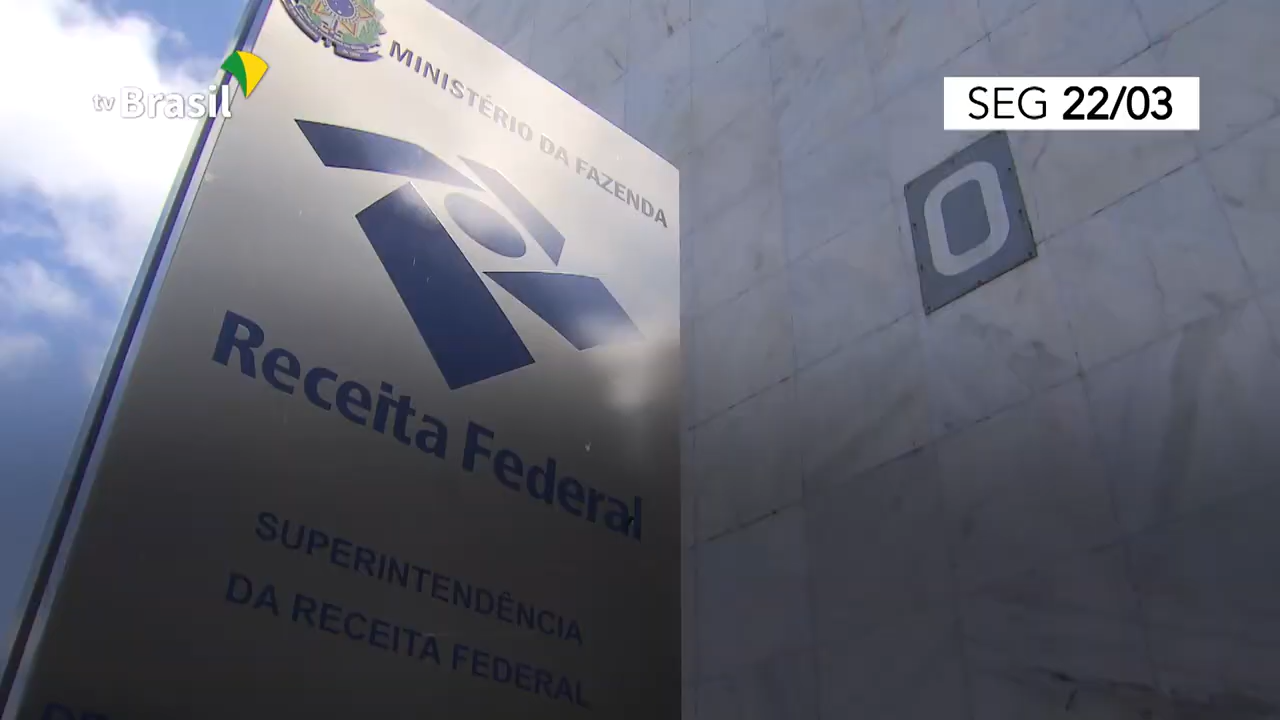 tv Brasil
SEG 22/03
MINISTÉRIO DA FAZENDA
O
Receita Federal
SUPERINTENDÊNCIA
DA RECEITA FEDERAL